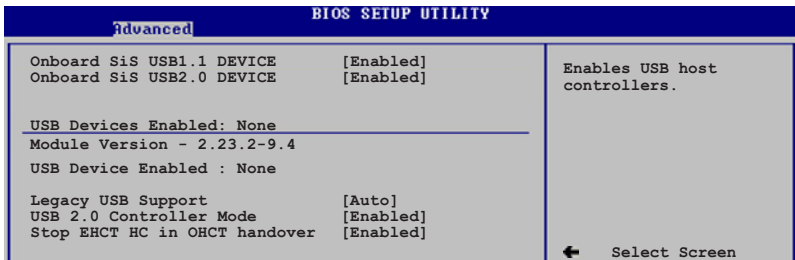 BIOS SETUP UTILITY
Advanced
Onboard SiS USB1.1 DEVICE [Enabled]
Onboard SiS USB2.0 DEVICE [Enabled]
USB Devices Enabled: None
Module Version - 2.23.2-9.4
USB Device Enabled : None
Legacy USB Support [Auto]
USB 2.0 Controller Mode [Enabled]
Stop EHCT HC in OHCT handover [Enabled]
Enables USB host
controllers.
← Select Screen